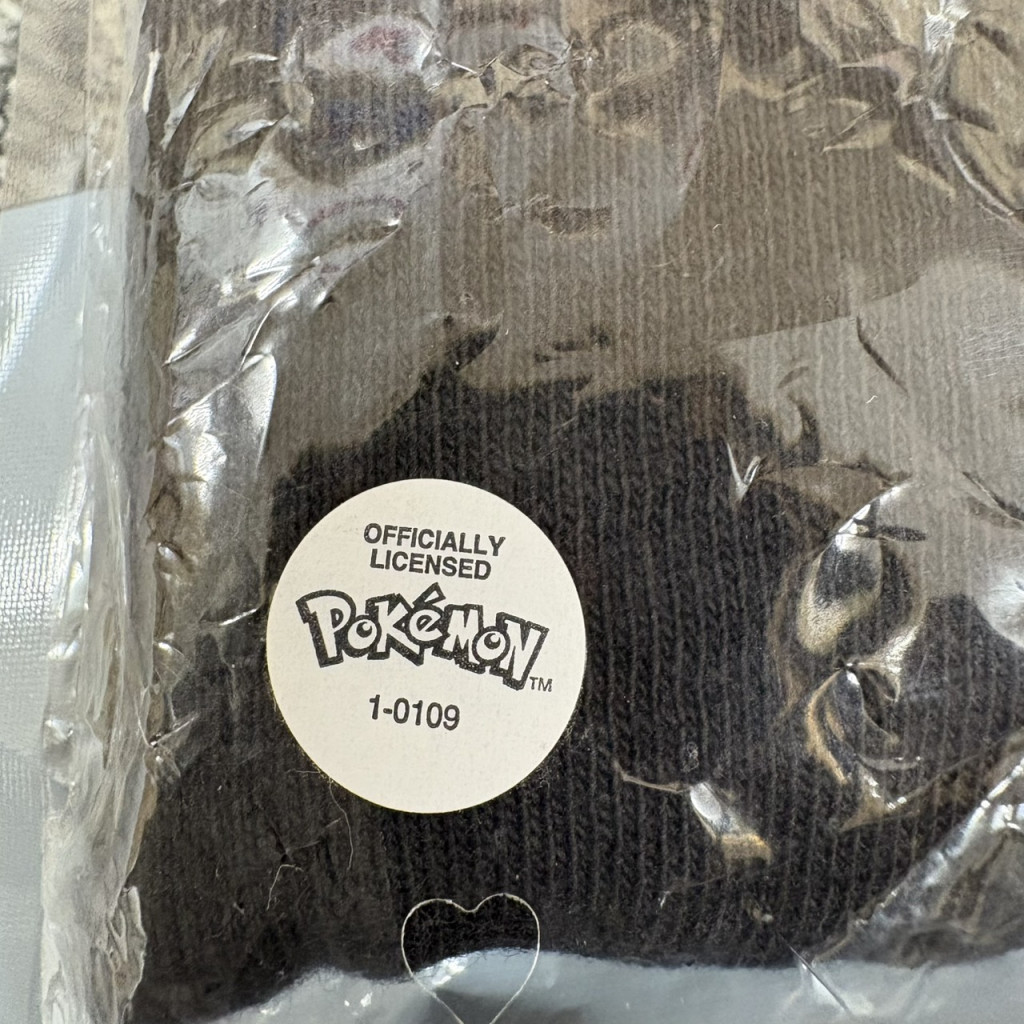 OFFICIALLY
LICENSED
POKéMON™
1-0109